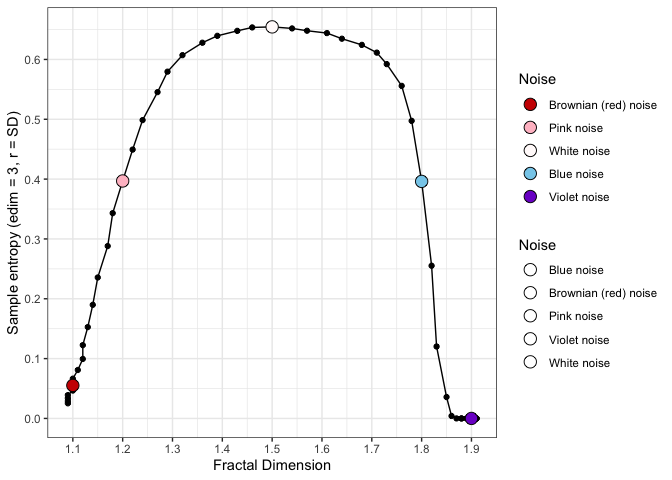 Sample entropy (edim = 3, r = SD)
0.6
0.5
0.4
0.3
0.2
0.1
0.0
1.1 1.2 1.3 1.4 1.5 1.6 1.7 1.8 1.9
Fractal Dimension
Noise
Brownian (red) noise
Pink noise
White noise
Blue noise
Violet noise
Noise
Blue noise
Brownian (red) noise
Pink noise
Violet noise
White noise